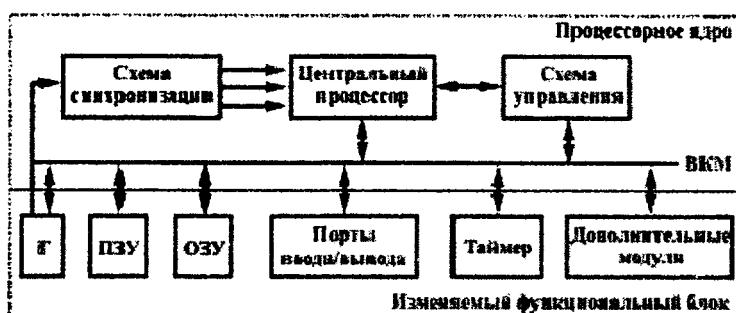 Процессорное ядро
Схема
синхронизации
Центральный
процессор
Схема
управления
ВКМ
ПЗУ
ОЗУ
Порты
ввода/вывода
Таймер
Дополнительные
модули
Изменяемый функциональный блок